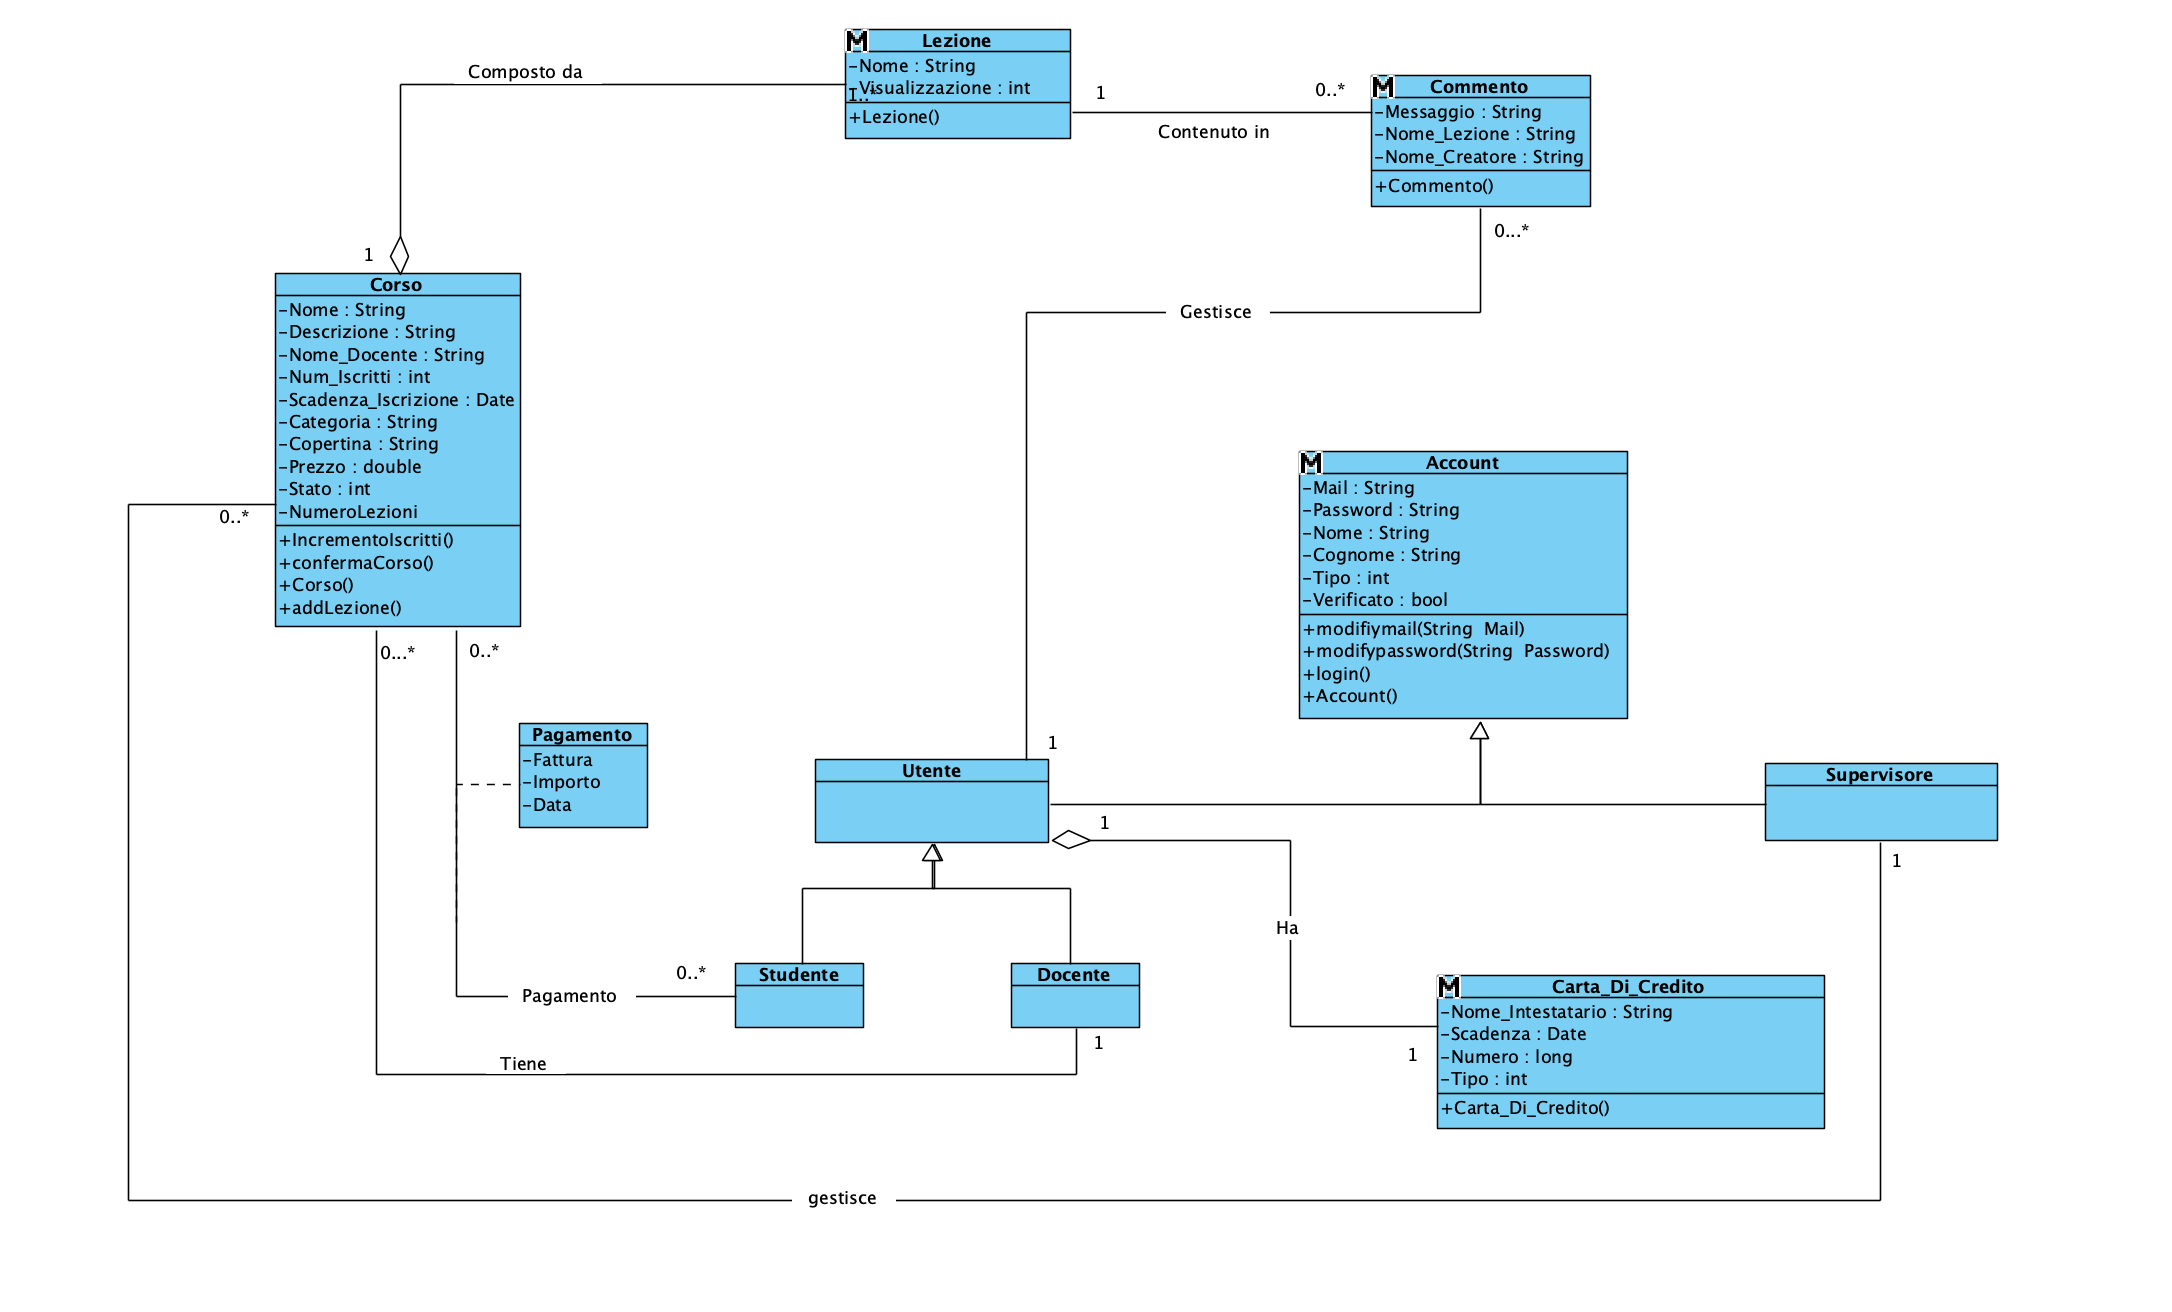 M Lezione
-Nome : String
-Visualizzazione : int
1..*
+Lezione()
Composto da
1
0..*
Contenuto in
M Commento
-Messaggio : String
-Nome_Lezione : String
-Nome_Creatore : String
+Commento()
0...*
Gestisce
1
1
Corso
-Nome : String
-Descrizione : String
-Nome_Docente : String
-Num_Iscritti : int
-Scadenza_Iscrizione : Date
-Categoria : String
-Copertina : String
-Prezzo : double
-Stato : int
-NumeroLezioni
+IncrementoIscritti()
+confermaCorso()
+Corso()
+addLezione()
0..*
0...*
0..*
M Account
-Mail : String
-Password : String
-Nome : String
-Cognome : String
-Tipo : int
-Verificato : bool
+modifiymail(String Mail)
+modifypassword(String Password)
+login()
+Account()
Pagamento
-Fattura
-Importo
-Data
Utente
1
Supervisore
1
Ha
0..*
Pagamento
Studente
Docente
1
Tiene
M Carta_Di_Credito
-Nome_Intestatario : String
-Scadenza : Date
-Numero : long
-Tipo : int
+Carta_Di_Credito()
1
gestisce